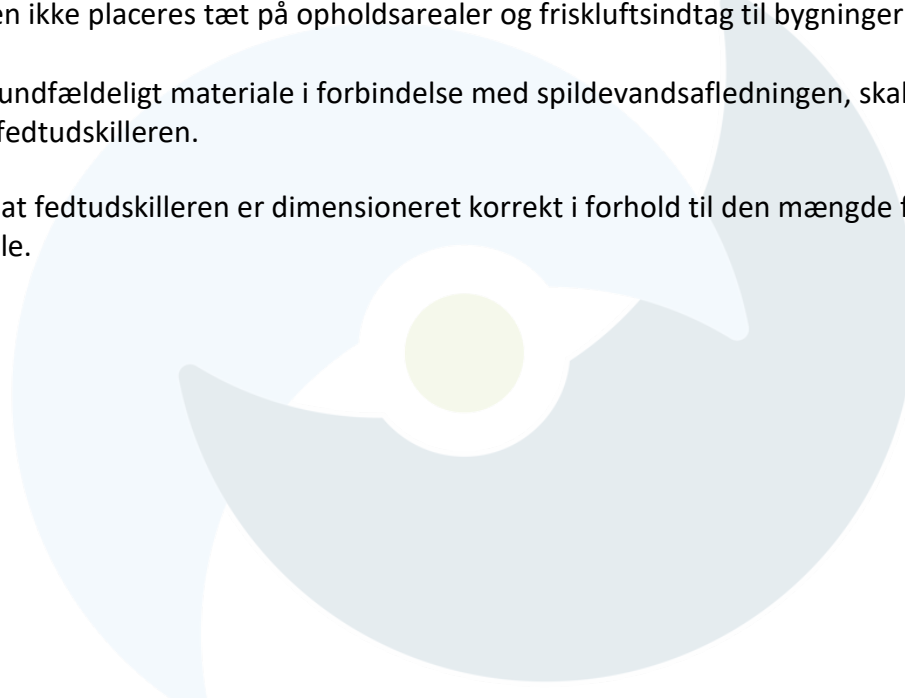 en ikke placeres tæt på opholdsarealer og friskluftsindtag til bygninger
undfældeligt materiale i forbindelse med spildevandsafledningen, skal
fedtudskilleren.
at fedtudskilleren er dimensioneret korrekt i forhold til den mængde f
le.